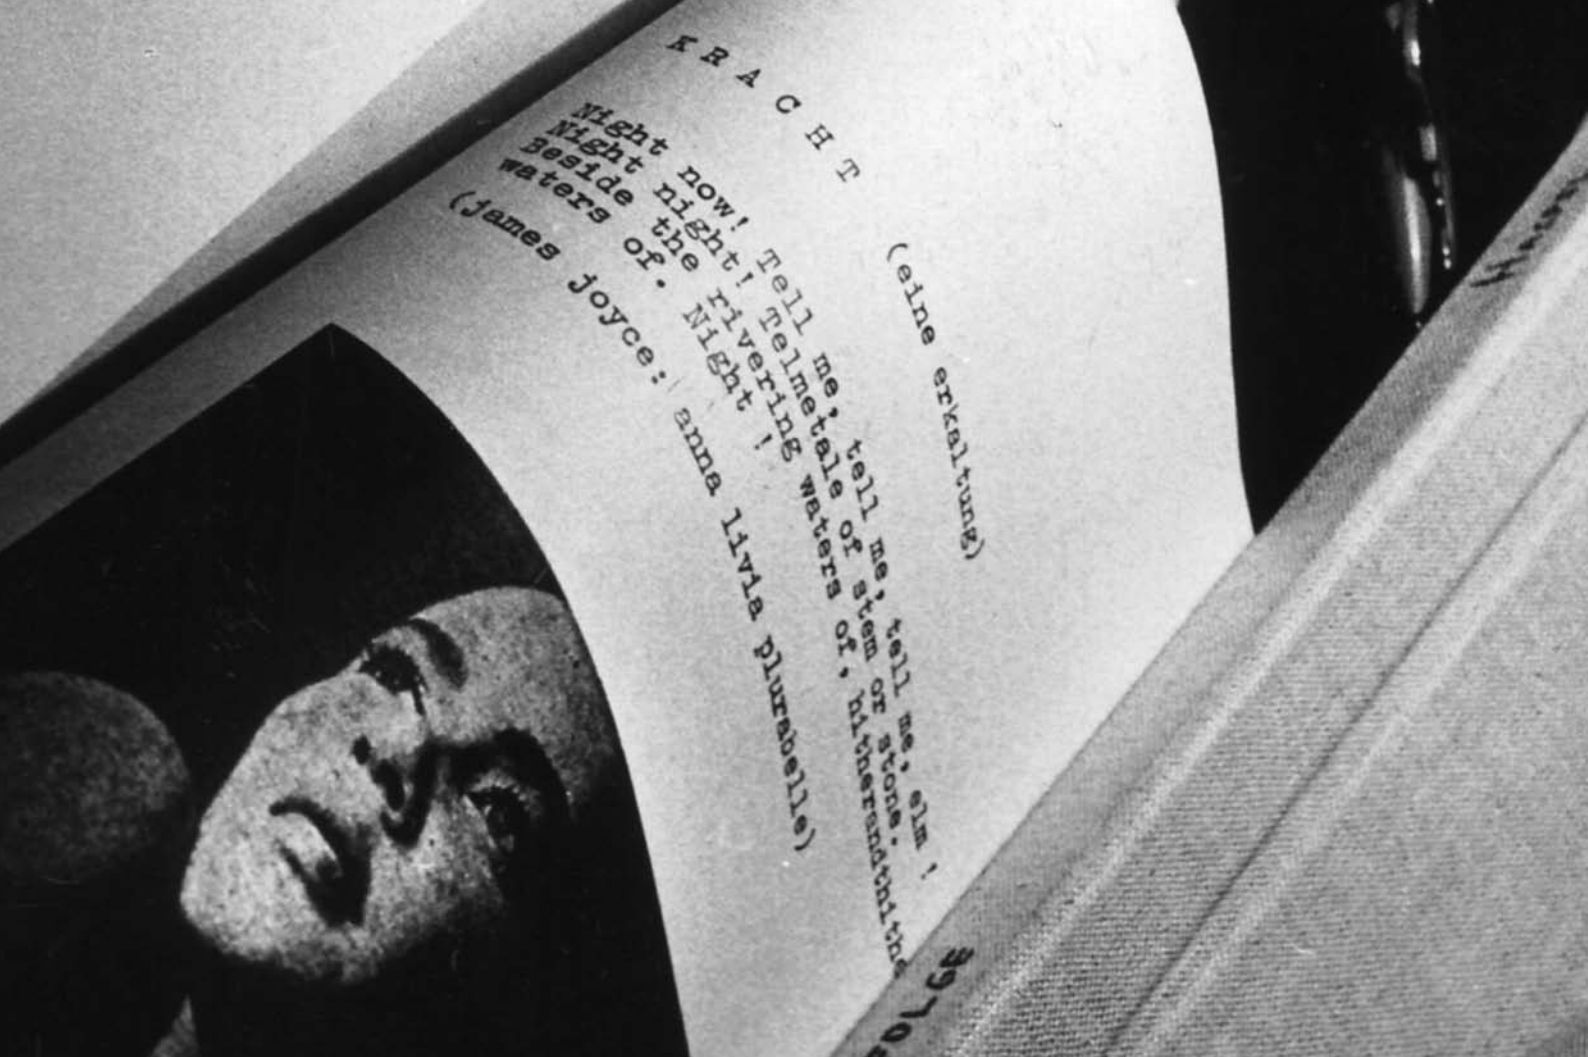 K R A C H T (eine erkaltung)
Night now! Tell me, tell me, tell me, elm !
Night night! Telmetale of stem or stone.
Beside the rivering waters of, hitherandthithe
waters of. Night !
(james joyce: anna livia plurabelle)